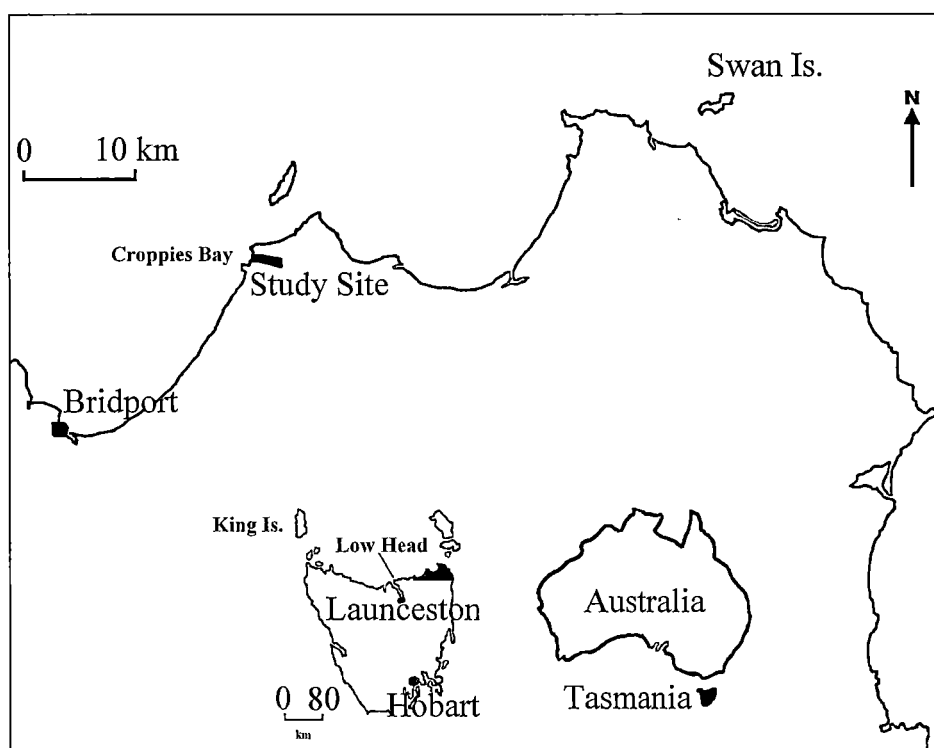 Swan Is.
N
0 10 km
Croppies Bay
Study Site
Bridport
King Is.
Low Head
Launceston
Australia
0 80
km
Hobart
Tasmania